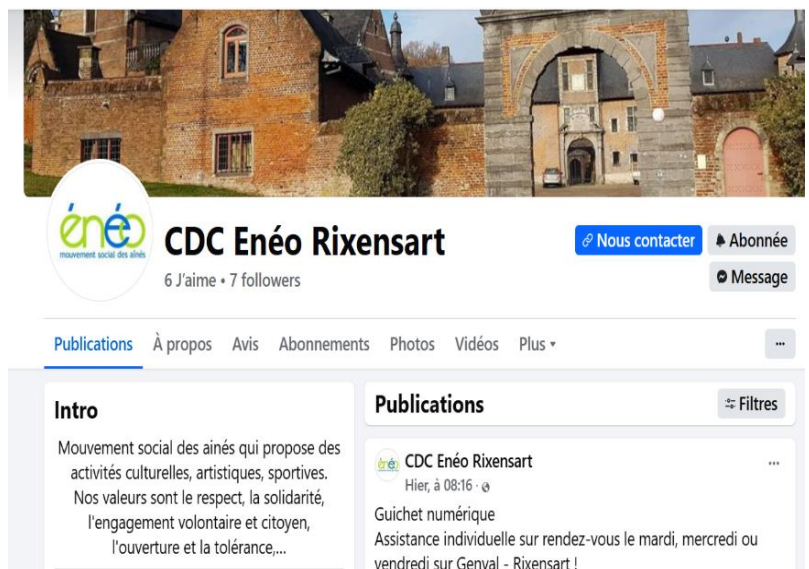 énéo
mouvement social des aînés
CDC Enéo Rixensart
6 J’aime • 7 followers
Nous contacter
Abonnée
Message
Publications
À propos
Avis
Abonnements
Photos
Vidéos
Plus
Intro
Mouvement social des ainés qui propose des
activités culturelles, artistiques, sportives.
Nos valeurs sont le respect, la solidarité,
l'engagement volontaire et citoyen,
l'ouverture et la tolérance,...
Publications
Filtres
énéo
CDC Enéo Rixensart
Hier, à 08:16 ·
Guichet numérique
Assistance individuelle sur rendez-vous le mardi, mercredi ou
vendredi sur Genval - Rixensart !